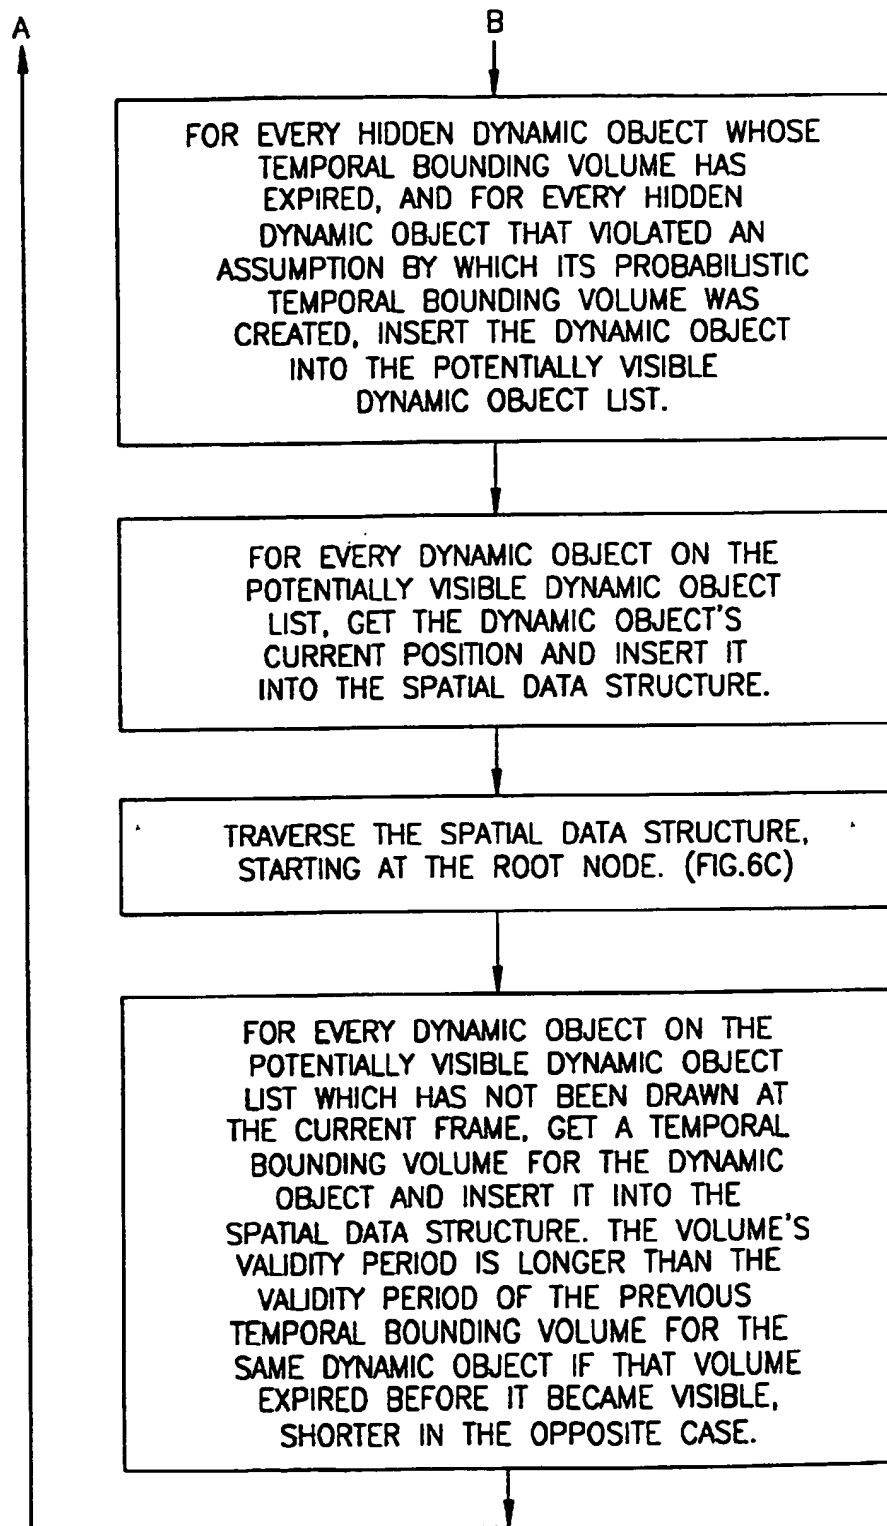 A
B
FOR EVERY HIDDEN DYNAMIC OBJECT WHOSE
TEMPORAL BOUNDING VOLUME HAS
EXPIRED, AND FOR EVERY HIDDEN
DYNAMIC OBJECT THAT VIOLATED AN
ASSUMPTION BY WHICH ITS PROBABILISTIC
TEMPORAL BOUNDING VOLUME WAS
CREATED, INSERT THE DYNAMIC OBJECT
INTO THE POTENTIALLY VISIBLE
DYNAMIC OBJECT LIST.
FOR EVERY DYNAMIC OBJECT ON THE
POTENTIALLY VISIBLE DYNAMIC OBJECT
LIST, GET THE DYNAMIC OBJECT'S
CURRENT POSITION AND INSERT IT
INTO THE SPATIAL DATA STRUCTURE.
TRAVERSE THE SPATIAL DATA STRUCTURE,
STARTING AT THE ROOT NODE. (FIG.6C)
FOR EVERY DYNAMIC OBJECT ON THE
POTENTIALLY VISIBLE DYNAMIC OBJECT
LIST WHICH HAS NOT BEEN DRAWN AT
THE CURRENT FRAME, GET A TEMPORAL
BOUNDING VOLUME FOR THE DYNAMIC
OBJECT AND INSERT IT INTO THE
SPATIAL DATA STRUCTURE. THE VOLUME'S
VALIDITY PERIOD IS LONGER THAN THE
VALIDITY PERIOD OF THE PREVIOUS
TEMPORAL BOUNDING VOLUME FOR THE
SAME DYNAMIC OBJECT IF THAT VOLUME
EXPIRED BEFORE IT BECAME VISIBLE,
SHORTER IN THE OPPOSITE CASE.